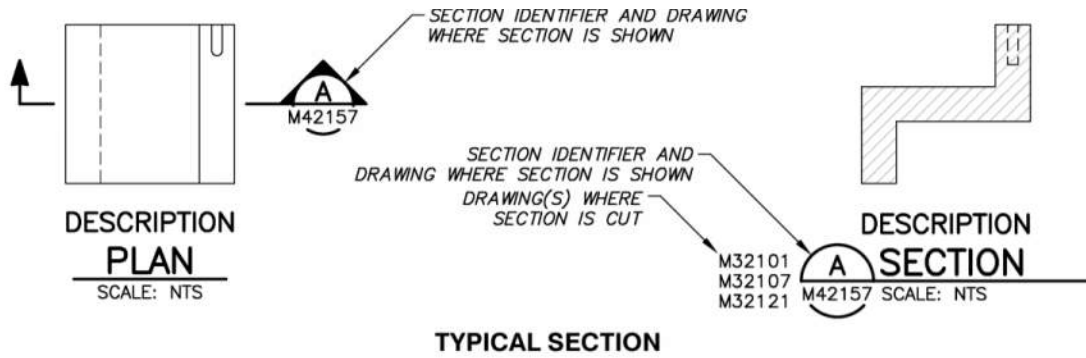 SECTION IDENTIFIER AND DRAWING
WHERE SECTION IS SHOWN
A
M42157
DESCRIPTION
PLAN
SCALE: NTS
SECTION IDENTIFIER AND
DRAWING WHERE SECTION IS SHOWN
DRAWING(S) WHERE
SECTION IS CUT
M32101
M32107
M32121
A
M42157
DESCRIPTION
SECTION
SCALE: NTS
TYPICAL SECTION